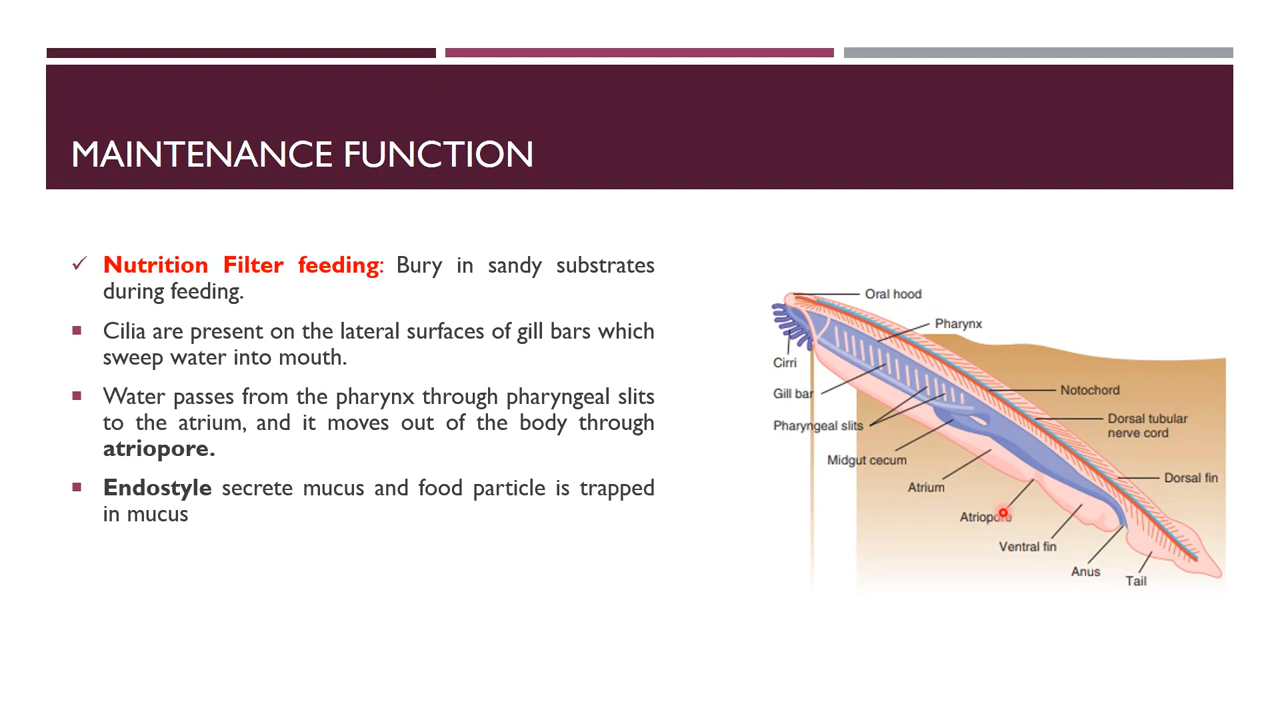 MAINTENANCE FUNCTION
Nutrition Filter feeding: Bury in sandy substrates
during feeding.
Cilia are present on the lateral surfaces of gill bars which
sweep water into mouth.
Water passes from the pharynx through pharyngeal slits
to the atrium, and it moves out of the body through
atriopore.
Endostyle secrete mucus and food particle is trapped
in mucus
Oral hood
Pharynx
Cirri
Gill bar
Notochord
Pharyngeal slits
Dorsal tubular
nerve cord
Midgut cecum
Dorsal fin
Atrium
Atriopore
Ventral fin
Anus
Tail